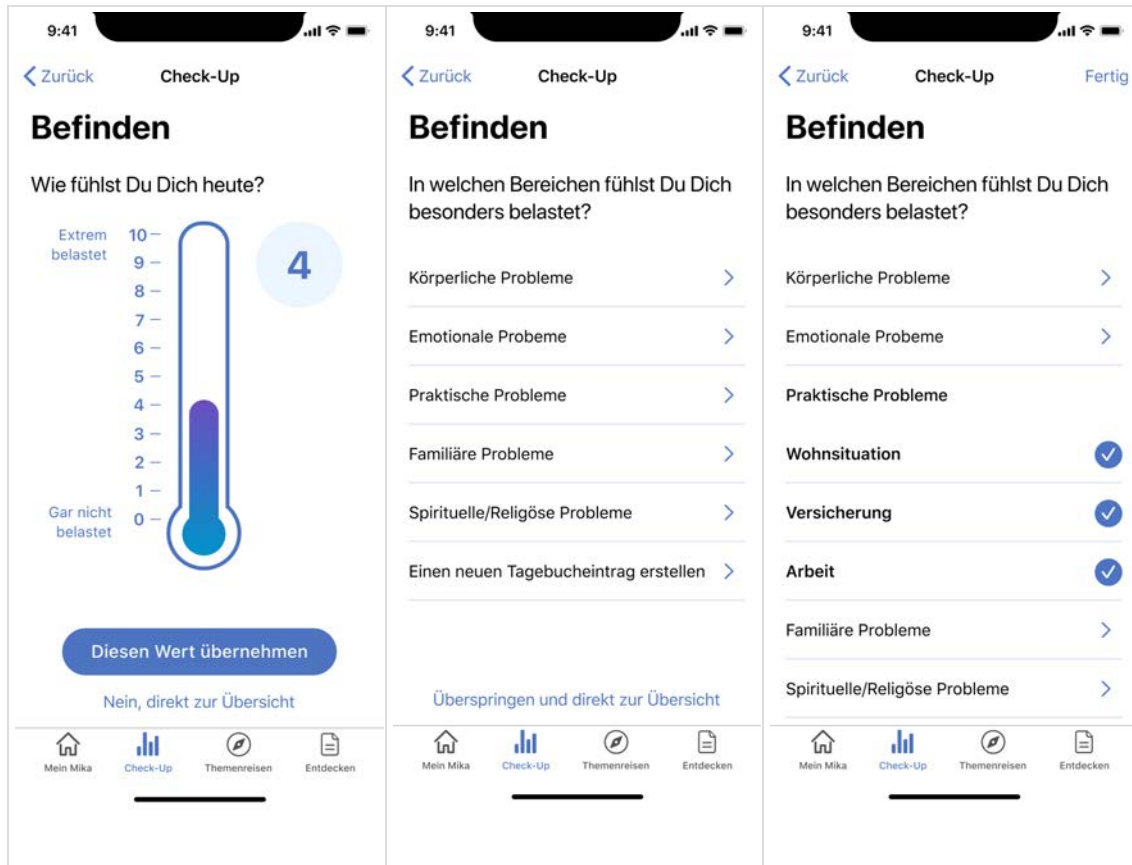 9:41
Zurück
Check-Up
Befinden
Wie fühlst Du Dich heute?
Extrem
belastet
10
9
8
7
6
5
4
3
2
1
0
Gar nicht
belastet
4
Diesen Wert übernehmen
Nein, direkt zur Übersicht
Mein Mika
Check-Up
Themenreisen
Entdecken
9:41
Zurück
Check-Up
Befinden
In welchen Bereichen fühlst Du Dich
besonders belastet?
Körperliche Probleme
Emotionale Probeme
Praktische Probleme
Familiäre Probleme
Spirituelle/Religöse Probleme
Einen neuen Tagebucheintrag erstellen
Überspringen und direkt zur Übersicht
Mein Mika
Check-Up
Themenreisen
Entdecken
9:41
Zurück
Check-Up
Fertig
Befinden
In welchen Bereichen fühlst Du Dich
besonders belastet?
Körperliche Probleme
Emotionale Probeme
Praktische Probleme
Wohnsituation
Versicherung
Arbeit
Familiäre Probleme
Spirituelle/Religöse Probleme
Mein Mika
Check-Up
Themenreisen
Entdecken